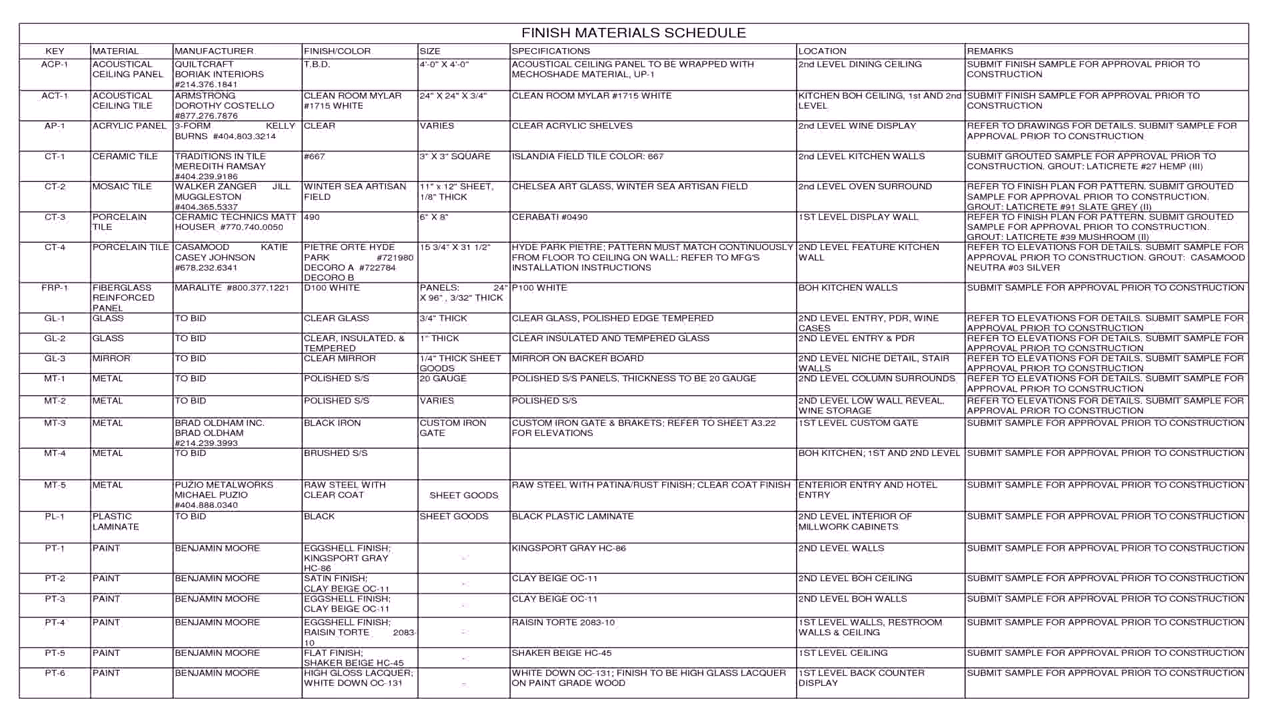 FINISH MATERIALS SCHEDULE
KEY MATERIAL MANUFACTURER FINISH/COLOR SIZE SPECIFICATIONS LOCATION REMARKS
ACP-1 ACOUSTICAL QUILTCRAFT T.B.D. 4'-0" X 4'-0" ACOUSTICAL CEILING PANEL TO BE WRAPPED WITH 2nd LEVEL DINING CEILING SUBMIT FINISH SAMPLE FOR APPROVAL PRIOR TO
CEILING PANEL BORIAK INTERIORS MECHOSHADE MATERIAL, UP-1 CONSTRUCTION
#214.376.1841
ACT-1 ACOUSTICAL ARMSTRONG CLEAN ROOM MYLAR 24" X 24" X 3/4" CLEAN ROOM MYLAR #1715 WHITE KITCHEN BOH CEILING, 1st AND 2nd SUBMIT FINISH SAMPLE FOR APPROVAL PRIOR TO
CEILING TILE DOROTHY COSTELLO #1715 WHITE LEVEL CONSTRUCTION
#877.276.7876
AP-1 ACRYLIC PANEL 3-FORM KELLY CLEAR VARIES CLEAR ACRYLIC SHELVES 2nd LEVEL WINE DISPLAY REFER TO DRAWINGS FOR DETAILS. SUBMIT SAMPLE FOR
BURNS #404.803.3214 APPROVAL PRIOR TO CONSTRUCTION
CT-1 CERAMIC TILE TRADITIONS IN TILE #667 3" X 3" SQUARE ISLANDIA FIELD TILE COLOR: 667 2nd LEVEL KITCHEN WALLS SUBMIT GROUTED SAMPLE FOR APPROVAL PRIOR TO
MEREDITH RAMSAY CONSTRUCTION. GROUT: LATICRETE #27 HEMP (III)
#404.239.9186
CT-2 MOSAIC TILE WALKER ZANGER JILL WINTER SEA ARTISAN 11" x 12" SHEET, CHELSEA ART GLASS, WINTER SEA ARTISAN FIELD 2nd LEVEL OVEN SURROUND REFER TO FINISH PLAN FOR PATTERN. SUBMIT GROUTED
MUGGLESTON FIELD 1/8" THICK SAMPLE FOR APPROVAL PRIOR TO CONSTRUCTION.
#404.365.5337 GROUT: LATICRETE #91 SLATE GREY (II)
CT-3 PORCELAIN CERAMIC TECHNICS MATT 490 6" X 8" CERABATI #0490 1ST LEVEL DISPLAY WALL REFER TO FINISH PLAN FOR PATTERN. SUBMIT GROUTED
TILE HOUSER #770.740.0050 SAMPLE FOR APPROVAL PRIOR TO CONSTRUCTION.
GROUT: LATICRETE #39 MUSHROOM (II)
CT-4 PORCELAIN TILE CASAMOOD KATIE PIETRE ORTE HYDE 15 3/4" X 31 1/2" HYDE PARK PIETRE; PATTERN MUST MATCH CONTINUOUSLY 2ND LEVEL FEATURE KITCHEN REFER TO ELEVATIONS FOR DETAILS. SUBMIT SAMPLE FOR
CASEY JOHNSON PARK #721980 FROM FLOOR TO CEILING ON WALL; REFER TO MFG'S WALL APPROVAL PRIOR TO CONSTRUCTION. GROUT: CASAMOOD
#678.232.6341 DECORO A #722784 INSTALLATION INSTRUCTIONS NEUTRA #03 SILVER
DECORO B
FRP-1 FIBERGLASS MARALITE #800.377.1221 D100 WHITE PANELS: 24" P100 WHITE BOH KITCHEN WALLS SUBMIT SAMPLE FOR APPROVAL PRIOR TO CONSTRUCTION
REINFORCED X 96" , 3/32" THICK
PANEL
GL-1 GLASS TO BID CLEAR GLASS 3/4" THICK CLEAR GLASS, POLISHED EDGE TEMPERED 2ND LEVEL ENTRY, PDR, WINE REFER TO ELEVATIONS FOR DETAILS. SUBMIT SAMPLE FOR
CASES APPROVAL PRIOR TO CONSTRUCTION
GL-2 GLASS TO BID CLEAR, INSULATED, & 1" THICK CLEAR INSULATED AND TEMPERED GLASS 2ND LEVEL ENTRY & PDR REFER TO ELEVATIONS FOR DETAILS. SUBMIT SAMPLE FOR
TEMPERED APPROVAL PRIOR TO CONSTRUCTION
GL-3 MIRROR TO BID CLEAR MIRROR 1/4" THICK SHEET MIRROR ON BACKER BOARD 2ND LEVEL NICHE DETAIL, STAIR REFER TO ELEVATIONS FOR DETAILS. SUBMIT SAMPLE FOR
GOODS WALLS APPROVAL PRIOR TO CONSTRUCTION
MT-1 METAL TO BID POLISHED S/S 20 GAUGE POLISHED S/S PANELS, THICKNESS TO BE 20 GAUGE 2ND LEVEL COLUMN SURROUNDS REFER TO ELEVATIONS FOR DETAILS. SUBMIT SAMPLE FOR
APPROVAL PRIOR TO CONSTRUCTION
MT-2 METAL TO BID POLISHED S/S VARIES POLISHED S/S 2ND LEVEL LOW WALL REVEAL, REFER TO ELEVATIONS FOR DETAILS. SUBMIT SAMPLE FOR
WINE STORAGE APPROVAL PRIOR TO CONSTRUCTION
MT-3 METAL BRAD OLDHAM INC. BLACK IRON CUSTOM IRON CUSTOM IRON GATE & BRAKETS; REFER TO SHEET A3.22 1ST LEVEL CUSTOM GATE SUBMIT SAMPLE FOR APPROVAL PRIOR TO CONSTRUCTION
BRAD OLDHAM GATE FOR ELEVATIONS
#214.239.3993
MT-4 METAL TO BID BRUSHED S/S BOH KITCHEN; 1ST AND 2ND LEVEL SUBMIT SAMPLE FOR APPROVAL PRIOR TO CONSTRUCTION
MT-5 METAL PUZIO METALWORKS RAW STEEL WITH SHEET GOODS RAW STEEL WITH PATINA/RUST FINISH; CLEAR COAT FINISH ENTERIOR ENTRY AND HOTEL SUBMIT SAMPLE FOR APPROVAL PRIOR TO CONSTRUCTION
MICHAEL PUZIO CLEAR COAT ENTRY
#404.888.0340
PL-1 PLASTIC TO BID BLACK SHEET GOODS BLACK PLASTIC LAMINATE 2ND LEVEL INTERIOR OF SUBMIT SAMPLE FOR APPROVAL PRIOR TO CONSTRUCTION
LAMINATE MILLWORK CABINETS
PT-1 PAINT BENJAMIN MOORE EGGSHELL FINISH; - KINGSPORT GRAY HC-86 2ND LEVEL WALLS SUBMIT SAMPLE FOR APPROVAL PRIOR TO CONSTRUCTION
KINGSPORT GRAY
HC-86
PT-2 PAINT BENJAMIN MOORE SATIN FINISH; - CLAY BEIGE OC-11 2ND LEVEL BOH CEILING SUBMIT SAMPLE FOR APPROVAL PRIOR TO CONSTRUCTION
CLAY BEIGE OC-11
PT-3 PAINT BENJAMIN MOORE EGGSHELL FINISH; - CLAY BEIGE OC-11 2ND LEVEL BOH WALLS SUBMIT SAMPLE FOR APPROVAL PRIOR TO CONSTRUCTION
CLAY BEIGE OC-11
PT-4 PAINT BENJAMIN MOORE EGGSHELL FINISH; - RAISIN TORTE 2083-10 1ST LEVEL WALLS, RESTROOM SUBMIT SAMPLE FOR APPROVAL PRIOR TO CONSTRUCTION
RAISIN TORTE 2083- WALLS & CEILING
10
PT-5 PAINT BENJAMIN MOORE FLAT FINISH; - SHAKER BEIGE HC-45 1ST LEVEL CEILING SUBMIT SAMPLE FOR APPROVAL PRIOR TO CONSTRUCTION
SHAKER BEIGE HC-45
PT-6 PAINT BENJAMIN MOORE HIGH GLOSS LACQUER; - WHITE DOWN OC-131; FINISH TO BE HIGH GLASS LACQUER 1ST LEVEL BACK COUNTER SUBMIT SAMPLE FOR APPROVAL PRIOR TO CONSTRUCTION
WHITE DOWN OC-131 ON PAINT GRADE WOOD DISPLAY